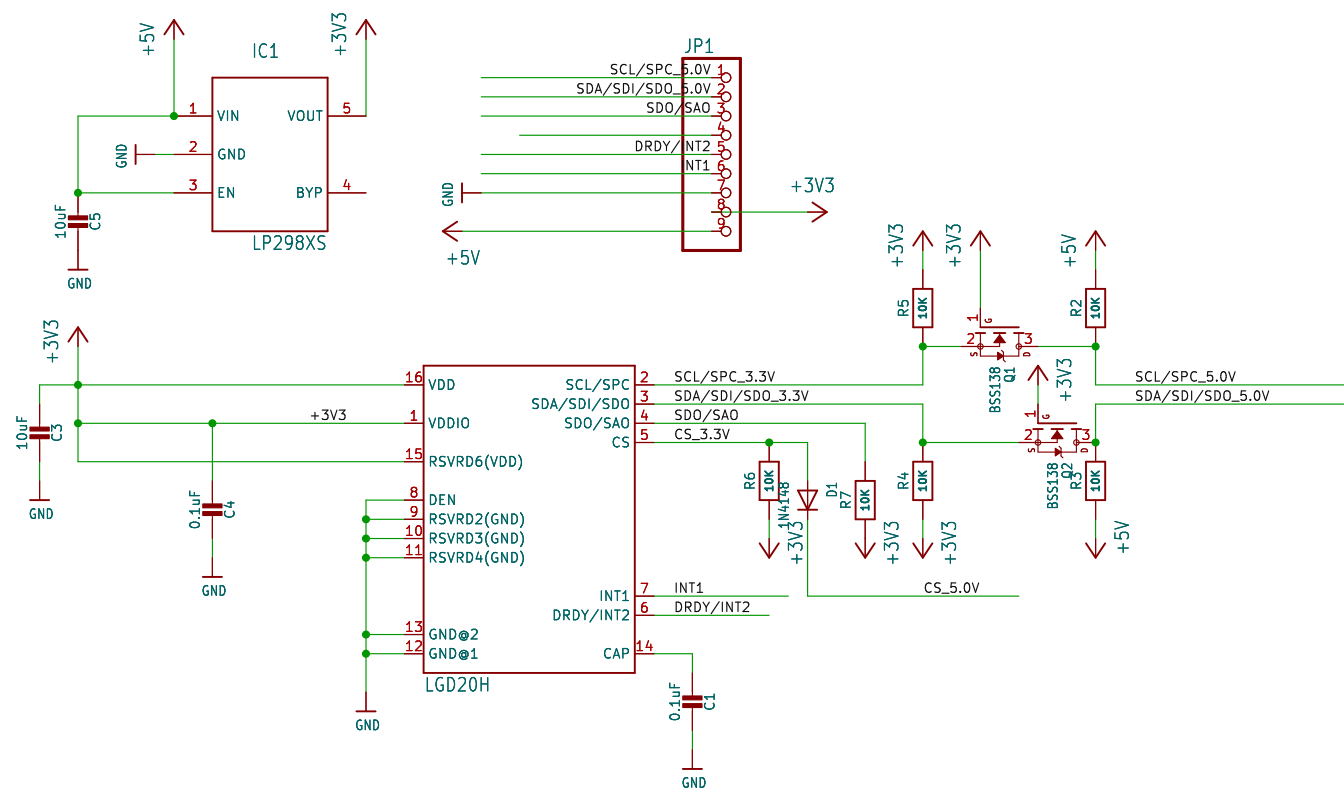 +5V
+3V3
IC1
1
VIN
VOUT
5
GND
2
GND
3
EN
BYP
4
10uF
C5
LP298XS
GND
JP1
SCL/SPC_5.0V
1
SDA/SDI/SDO_5.0V
2
SDO/SAO
3
4
DRDY/INT2
5
INT1
6
GND
7
+3V3
8
9
+5V
+3V3
+3V3
+5V
R5
10K
1
G
2
3
S
D
BSS138
Q1
R2
10K
+3V3
SCL/SPC_5.0V
SDA/SDI/SDO_5.0V
1
G
2
3
S
D
BSS138
Q2
R4
10K
+3V3
R3
10K
+5V
+3V3
10uF
C3
GND
+3V3
0.1uF
C4
GND
16
VDD
1
VDDIO
15
RSVRD6(VDD)
8
DEN
9
RSVRD2(GND)
10
RSVRD3(GND)
11
RSVRD4(GND)
13
GND@2
12
GND@1
GND
LGD20H
SCL/SPC
2
SCL/SPC_3.3V
SDA/SDI/SDO
3
SDA/SDI/SDO_3.3V
SDO/SAO
4
SDO/SAO
CS
5
CS_3.3V
R6
10K
+3V3
1N4148
D1
R7
10K
+3V3
CS_5.0V
INT1
7
INT1
DRDY/INT2
6
DRDY/INT2
CAP
14
0.1uF
C1
GND